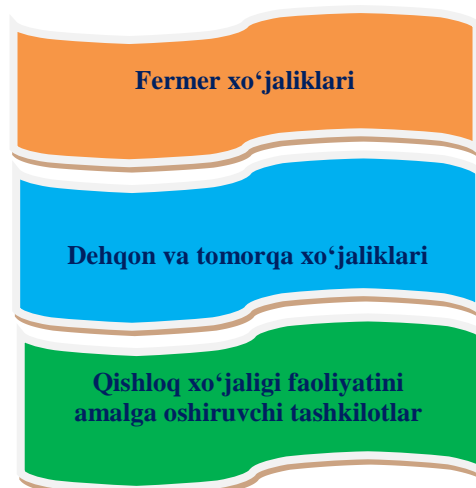 Fermer xo‘jaliklari
Dehqon va tomorqa xo‘jaliklari
Qishloq xo‘jaligi faoliyatini
amalga oshiruvchi tashkilotlar